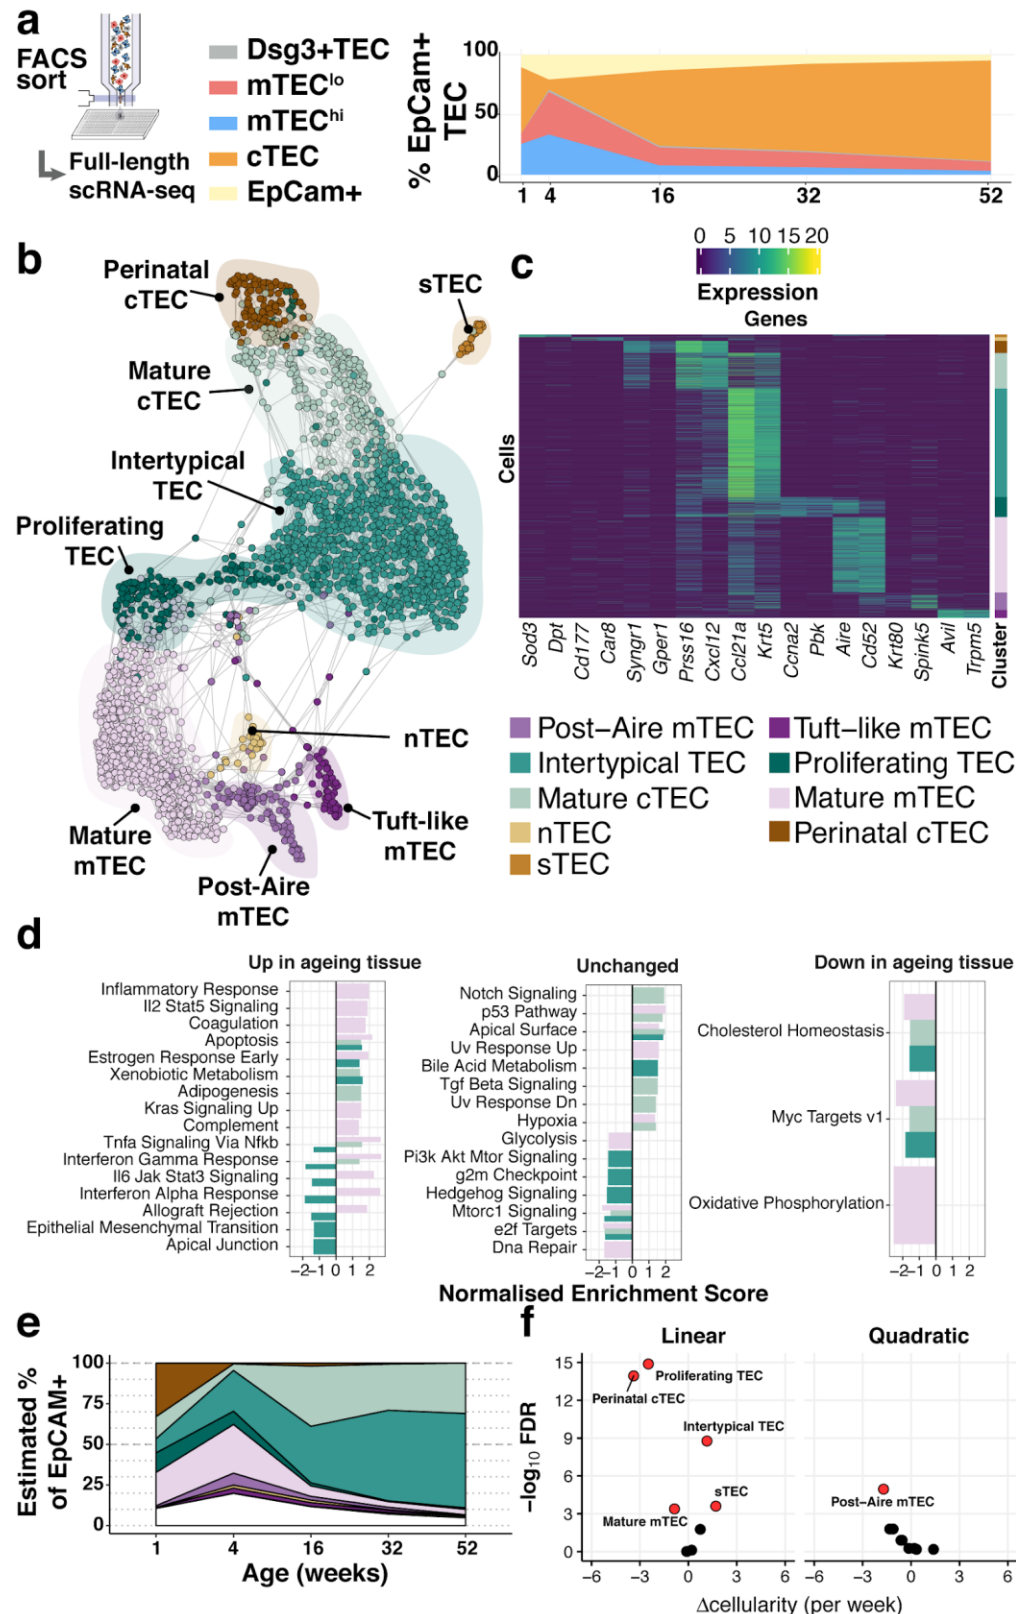 a
FACS
sort
Full-length
scRNA-seq
Dsg3+TEC
mTEClo
mTEChi
cTEC
EpCam+
% EpCam+
TEC
100
50
0
1 4 16 32 52
b
Perinatal
cTEC
sTEC
Mature
cTEC
Intertypical
TEC
Proliferating
TEC
nTEC
Mature
mTEC
Tuft-like
mTEC
Post-Aire
mTEC
c
0 5 10 15 20
Expression
Genes
Cells
Sod3 Dpt Cd177 Car8 Syngr1 Gper1 Prss16 Cxcl12 Ccl21a Krt5 Ccna2 Pbk Aire Cd52 Krt80 Spink5 Avil Trpm5
Cluster
Post−Aire mTEC
Intertypical TEC
Mature cTEC
nTEC
sTEC
Tuft-like mTEC
Proliferating TEC
Mature mTEC
Perinatal cTEC
d
Up in ageing tissue
Inflammatory Response
Il2 Stat5 Signaling
Coagulation
Apoptosis
Estrogen Response Early
Xenobiotic Metabolism
Adipogenesis
Kras Signaling Up
Complement
Tnfa Signaling Via Nfkb
Interferon Gamma Response
Il6 Jak Stat3 Signaling
Interferon Alpha Response
Allograft Rejection
Epithelial Mesenchymal Transition
Apical Junction
−2 −1 0 1 2
Unchanged
Notch Signaling
p53 Pathway
Apical Surface
Uv Response Up
Bile Acid Metabolism
Tgf Beta Signaling
Uv Response Dn
Hypoxia
Glycolysis
Pi3k Akt Mtor Signaling
g2m Checkpoint
Hedgehog Signaling
Mtorc1 Signaling
e2f Targets
Dna Repair
−2 −1 0 1 2
Down in ageing tissue
Cholesterol Homeostasis
Myc Targets v1
Oxidative Phosphorylation
−2 −1 0 1 2
Normalised Enrichment Score
e
Estimated %
of EpCAM+
100
75
50
25
0
1 4 16 32 52
Age (weeks)
f
Linear
Quadratic
−log10 FDR
15
12
9
6
3
0
Proliferating TEC
Perinatal cTEC
Intertypical TEC
sTEC
Mature mTEC
Post-Aire mTEC
−6 −3 0 3 6
−6 −3 0 3 6
Δcellularity (per week)